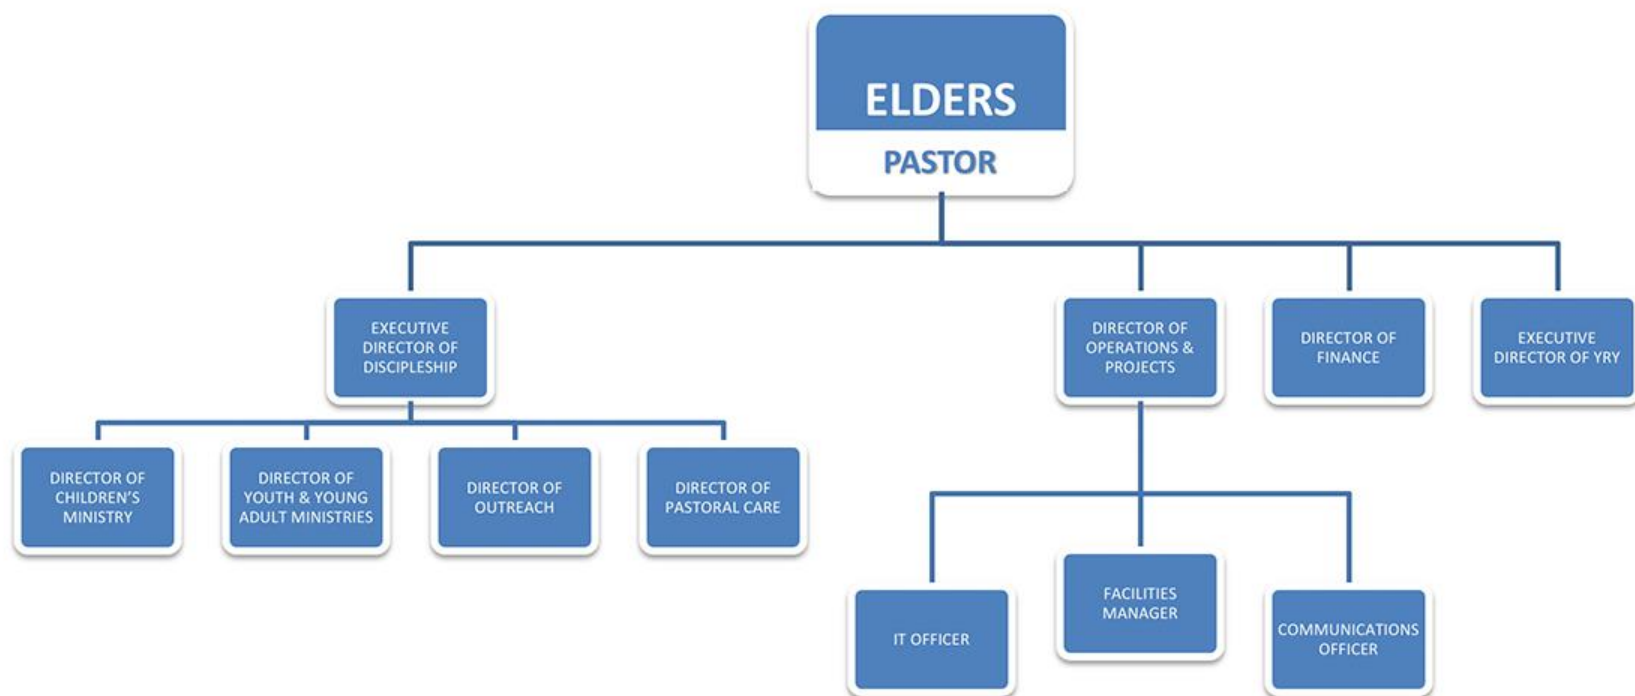 ELDERS
PASTOR
EXECUTIVE
DIRECTOR OF
DISCIPLESHIP
DIRECTOR OF
OPERATIONS &
PROJECTS
DIRECTOR OF
FINANCE
EXECUTIVE
DIRECTOR OF YRY
DIRECTOR OF
CHILDREN’S
MINISTRY
DIRECTOR OF
YOUTH & YOUNG
ADULT MINISTRIES
DIRECTOR OF
OUTREACH
DIRECTOR OF
PASTORAL CARE
IT OFFICER
FACILITIES
MANAGER
COMMUNICATIONS
OFFICER